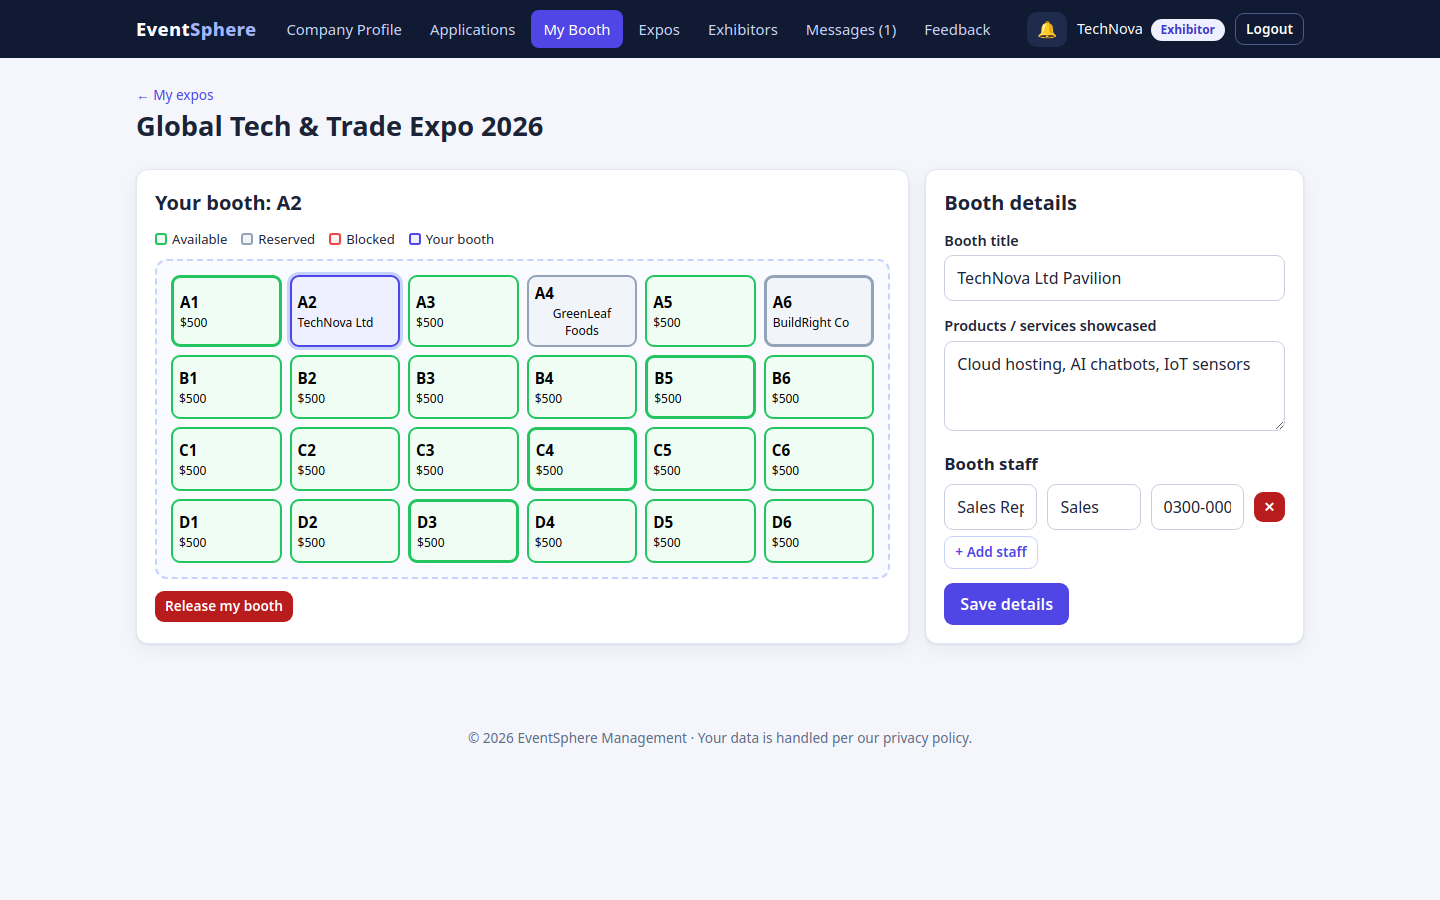 EventSphere Company Profile Applications My Booth Expos Exhibitors Messages (1) Feedback 🔔 TechNova Exhibitor Logout
← My expos
Global Tech & Trade Expo 2026
Your booth: A2
Available Reserved Blocked Your booth
A1
$500
A2
TechNova Ltd
A3
$500
A4
GreenLeaf
Foods
A5
$500
A6
BuildRight Co
B1
$500
B2
$500
B3
$500
B4
$500
B5
$500
B6
$500
C1
$500
C2
$500
C3
$500
C4
$500
C5
$500
C6
$500
D1
$500
D2
$500
D3
$500
D4
$500
D5
$500
D6
$500
Release my booth
Booth details
Booth title
TechNova Ltd Pavilion
Products / services showcased
Cloud hosting, AI chatbots, IoT sensors
Booth staff
Sales Rep Sales 0300-000 ×
+ Add staff
Save details
© 2026 EventSphere Management · Your data is handled per our privacy policy.